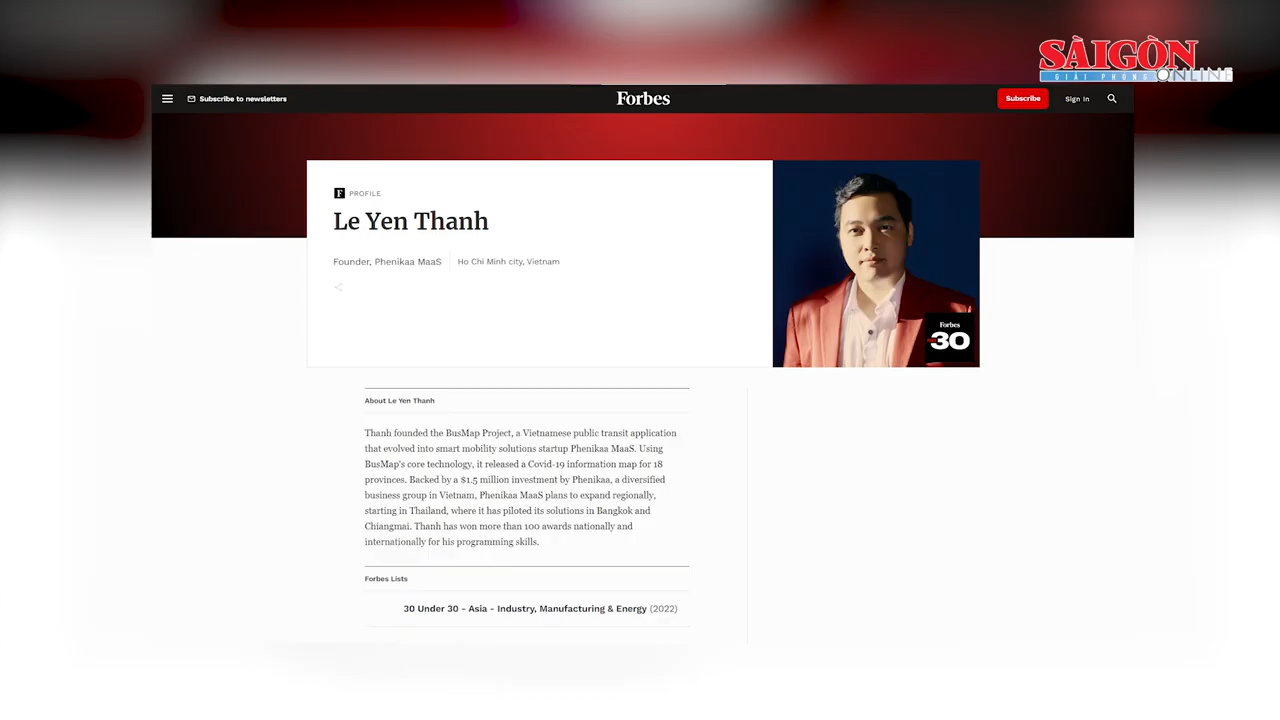 SÀIGÒN
GIẢI PHÓNG ONLINE
Subscribe to newsletters
Forbes
Subscribe
Sign In
F PROFILE
Le Yen Thanh
Founder, Phenikaa MaaS
Ho Chi Minh city, Vietnam
Forbes
30
About Le Yen Thanh
Thanh founded the BusMap Project, a Vietnamese public transit application
that evolved into smart mobility solutions startup Phenikaa MaaS. Using
BusMap's core technology, it released a Covid-19 information map for 18
provinces. Backed by a $1.5 million investment by Phenikaa, a diversified
business group in Vietnam, Phenikaa MaaS plans to expand regionally,
starting in Thailand, where it has piloted its solutions in Bangkok and
Chiangmai. Thanh has won more than 100 awards nationally and
internationally for his programming skills.
Forbes Lists
30 Under 30 - Asia - Industry, Manufacturing & Energy (2022)